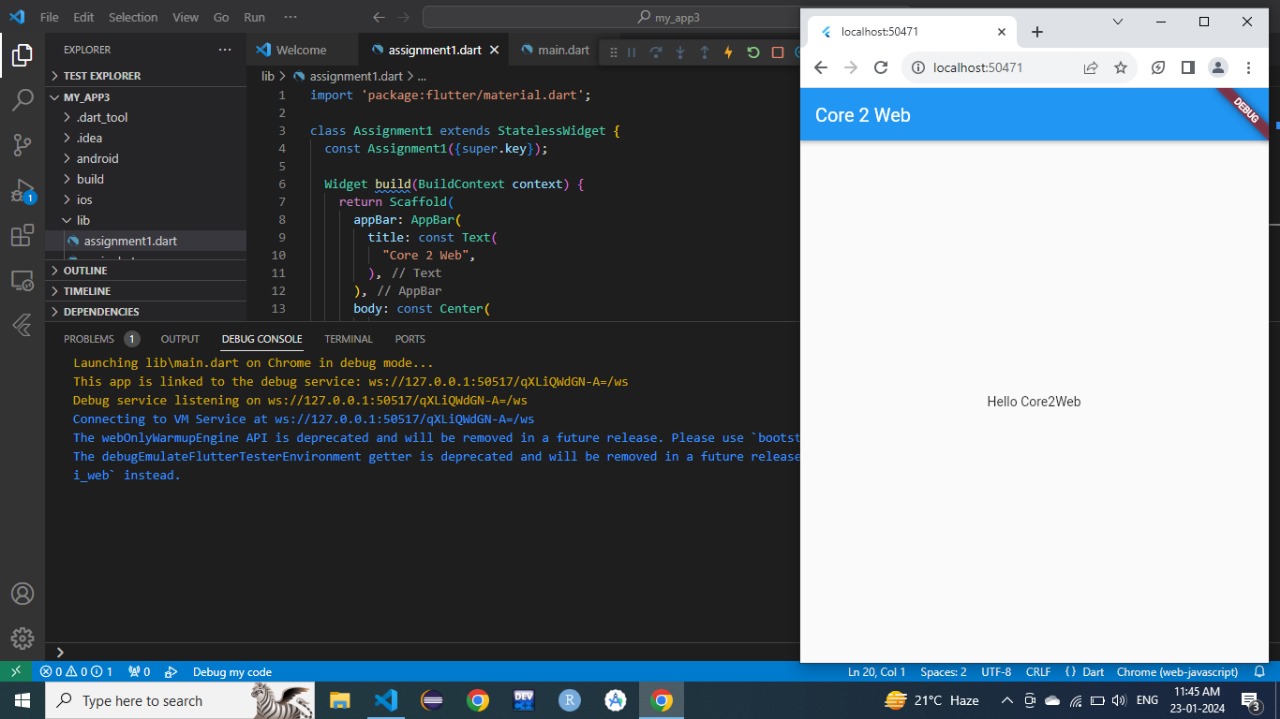 File Edit Selection View Go Run ··· my_app3
EXPLORER ···
TEST EXPLORER
MY_APP3
.dart_tool
.idea
android
build
ios
lib
assignment1.dart
OUTLINE
TIMELINE
DEPENDENCIES
Welcome assignment1.dart main.dart
lib > assignment1.dart > ...
1 import 'package:flutter/material.dart';
2
3 class Assignment1 extends StatelessWidget {
4 const Assignment1({super.key});
5
6 Widget build(BuildContext context) {
7 return Scaffold(
8 appBar: AppBar(
9 title: const Text(
10 "Core 2 Web",
11 ), // Text
12 ), // AppBar
13 body: const Center(
PROBLEMS 1 OUTPUT DEBUG CONSOLE TERMINAL PORTS
Launching lib\main.dart on Chrome in debug mode...
This app is linked to the debug service: ws://127.0.0.1:50517/qXLiQWdGN-A=/ws
Debug service listening on ws://127.0.0.1:50517/qXLiQWdGN-A=/ws
Connecting to VM Service at ws://127.0.0.1:50517/qXLiQWdGN-A=/ws
The webOnlyWarmupEngine API is deprecated and will be removed in a future release. Please use `bootst
The debugEmulateFlutterTesterEnvironment getter is deprecated and will be removed in a future release
i_web` instead.
localhost:50471
localhost:50471
Core 2 Web
DEBUG
Hello Core2Web
1
0 0 1 0 Debug my code Ln 20, Col 1 Spaces: 2 UTF-8 CRLF {} Dart Chrome (web-javascript)
Type here to search
DEV
R
21°C Haze ENG
11:45 AM
23-01-2024
3